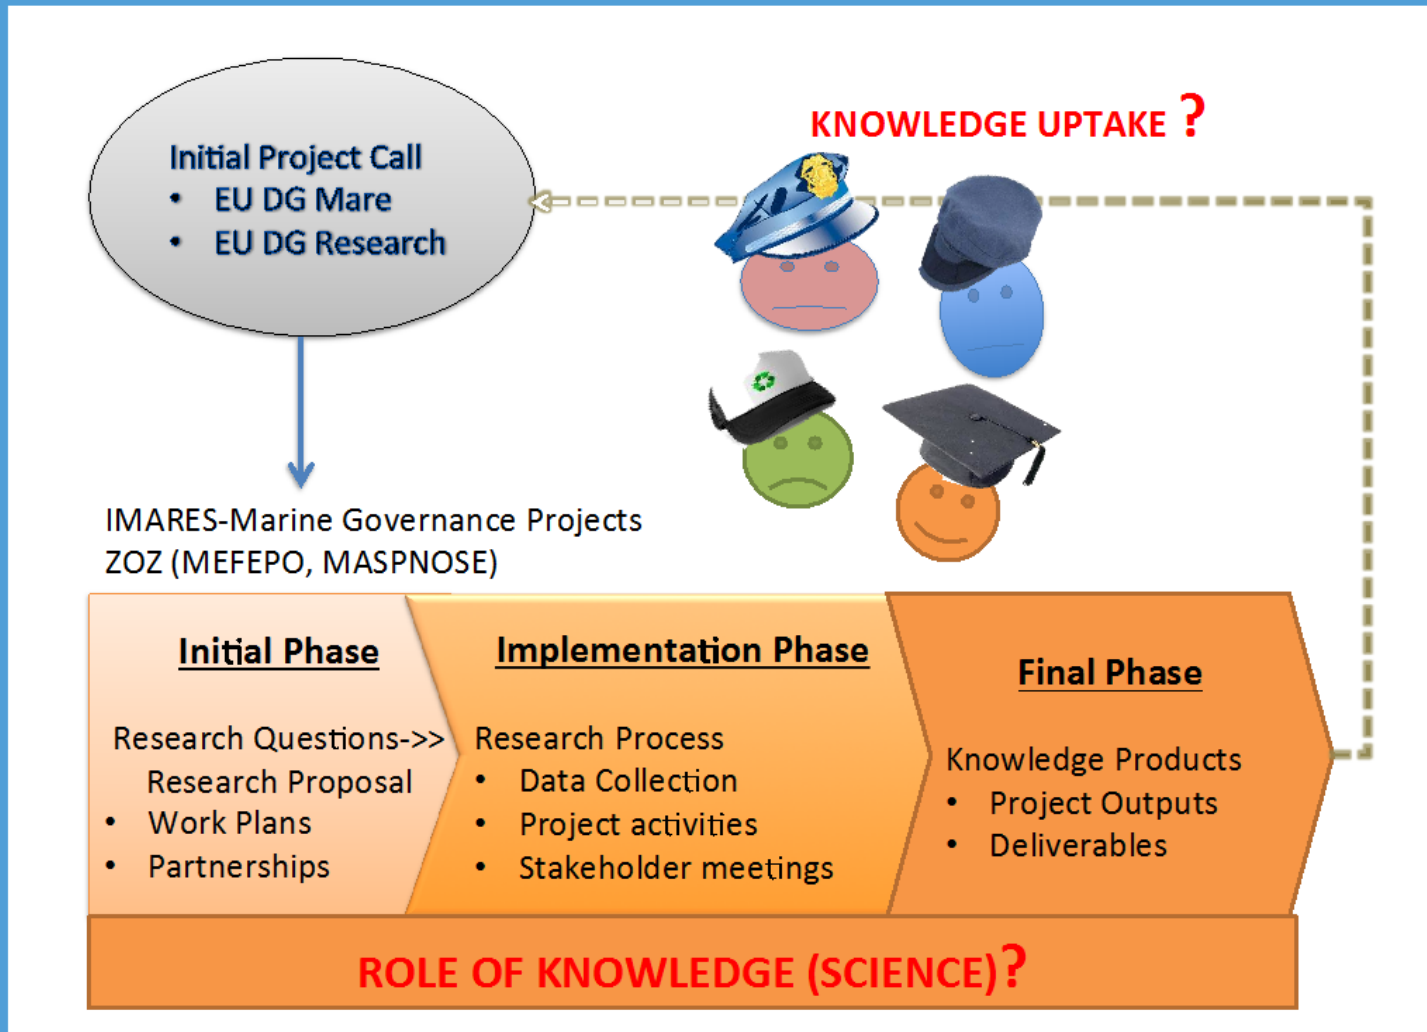 Initial Project Call
• EU DG Mare
• EU DG Research
KNOWLEDGE UPTAKE ?
IMARES-Marine Governance Projects
ZOZ (MEFEPO, MASPNOSE)
Initial Phase
Research Questions->>
Research Proposal
• Work Plans
• Partnerships
Implementation Phase
Research Process
• Data Collection
• Project activities
• Stakeholder meetings
Final Phase
Knowledge Products
• Project Outputs
• Deliverables
ROLE OF KNOWLEDGE (SCIENCE)?